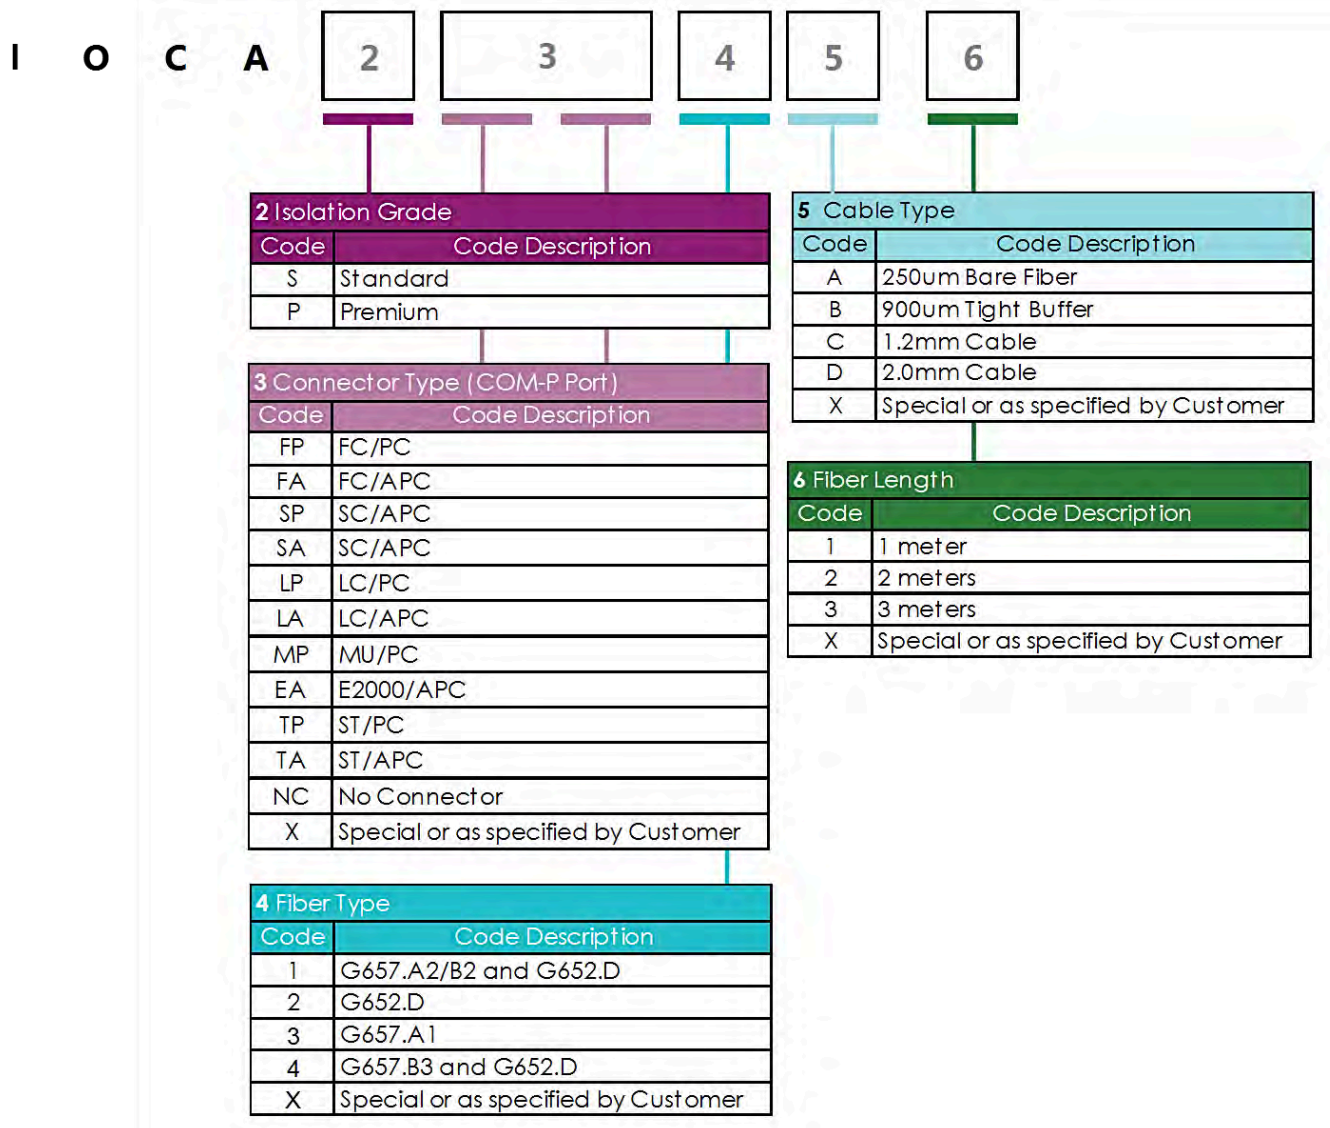 I O C A 2 3 4 5 6
2 Isolation Grade
Code Code Description
S Standard
P Premium
3 Connector Type (COM-P Port)
Code Code Description
FP FC/PC
FA FC/APC
SP SC/APC
SA SC/APC
LP LC/PC
LA LC/APC
MP MU/PC
EA E2000/APC
TP ST/PC
TA ST/APC
NC No Connector
X Special or as specified by Customer
4 Fiber Type
Code Code Description
1 G657.A2/B2 and G652.D
2 G652.D
3 G657.A1
4 G657.B3 and G652.D
X Special or as specified by Customer
5 Cable Type
Code Code Description
A 250um Bare Fiber
B 900um Tight Buffer
C 1.2mm Cable
D 2.0mm Cable
X Special or as specified by Customer
6 Fiber Length
Code Code Description
1 1 meter
2 2 meters
3 3 meters
X Special or as specified by Customer